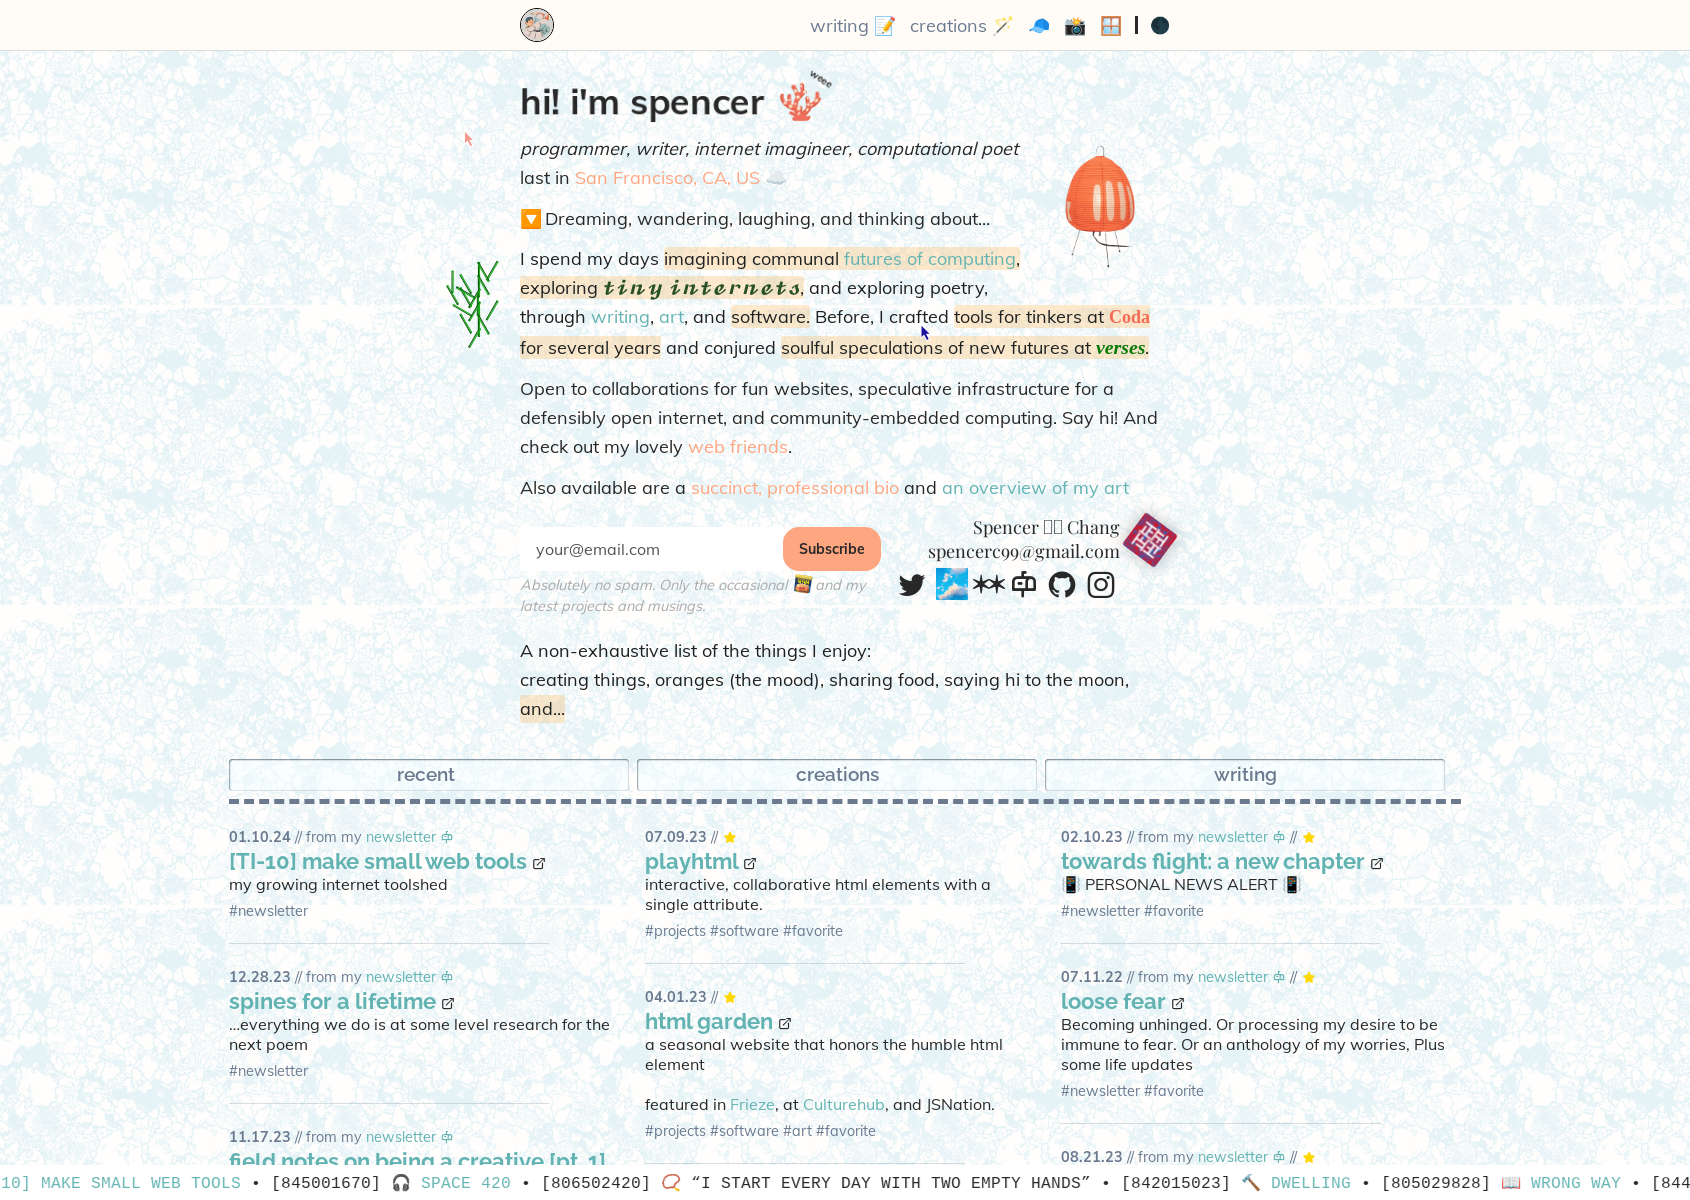 writing 📝 creations 🪄 🧢 📸 🪟 | 🌑
hi! i'm spencer
weee
programmer, writer, internet imagineer, computational poet
last in San Francisco, CA, US ☁️
🔽 Dreaming, wandering, laughing, and thinking about...
I spend my days imagining communal futures of computing,
exploring tiny internets, and exploring poetry,
through writing, art, and software. Before, I crafted tools for tinkers at Coda
for several years and conjured soulful speculations of new futures at verses.
Open to collaborations for fun websites, speculative infrastructure for a
defensibly open internet, and community-embedded computing. Say hi! And
check out my lovely web friends.
Also available are a succinct, professional bio and an overview of my art
your@email.com
Subscribe
Absolutely no spam. Only the occasional and my
latest projects and musings.
Spencer Chang
spencerc99@gmail.com
A non-exhaustive list of the things I enjoy:
creating things, oranges (the mood), sharing food, saying hi to the moon,
and...
recent
creations
writing
01.10.24 // from my newsletter
[TI-10] make small web tools
my growing internet toolshed
#newsletter
12.28.23 // from my newsletter
spines for a lifetime
...everything we do is at some level research for the
next poem
#newsletter
11.17.23 // from my newsletter
field notes on being a creative [pt. 1]
07.09.23 // ⭐
playhtml
interactive, collaborative html elements with a
single attribute.
#projects #software #favorite
04.01.23 // ⭐
html garden
a seasonal website that honors the humble html
element
featured in Frieze, at Culturehub, and JSNation.
#projects #software #art #favorite
02.10.23 // from my newsletter // ⭐
towards flight: a new chapter
📳 PERSONAL NEWS ALERT 📳
#newsletter #favorite
07.11.22 // from my newsletter // ⭐
loose fear
Becoming unhinged. Or processing my desire to be
immune to fear. Or an anthology of my worries, Plus
some life updates
#newsletter #favorite
08.21.23 // from my newsletter // ⭐
10] MAKE SMALL WEB TOOLS • [845001670] 🎧 SPACE 420 • [806502420] 📿 “I START EVERY DAY WITH TWO EMPTY HANDS” • [842015023] 🔨 DWELLING • [805029828] 📖 WRONG WAY • [844